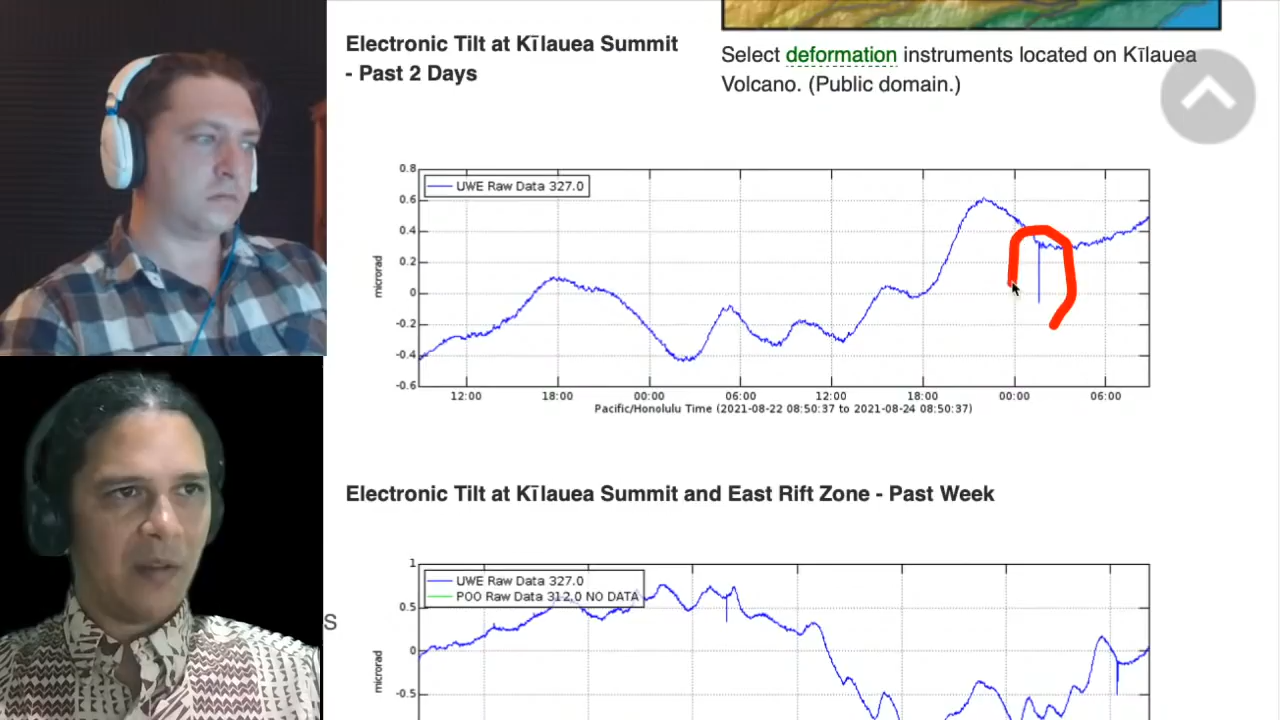 Electronic Tilt at Kīlauea Summit
- Past 2 Days
Select deformation instruments located on Kīlauea
Volcano. (Public domain.)
0.8
0.6
0.4
0.2
0
-0.2
-0.4
-0.6
microrad
UWE Raw Data 327.0
12:00 18:00 00:00 06:00 12:00 18:00 00:00 06:00
Pacific/Honolulu Time (2021-08-22 08:50:37 to 2021-08-24 08:50:37)
Electronic Tilt at Kīlauea Summit and East Rift Zone - Past Week
1
0.5
0
-0.5
microrad
UWE Raw Data 327.0
POO Raw Data 312.0 NO DATA
S